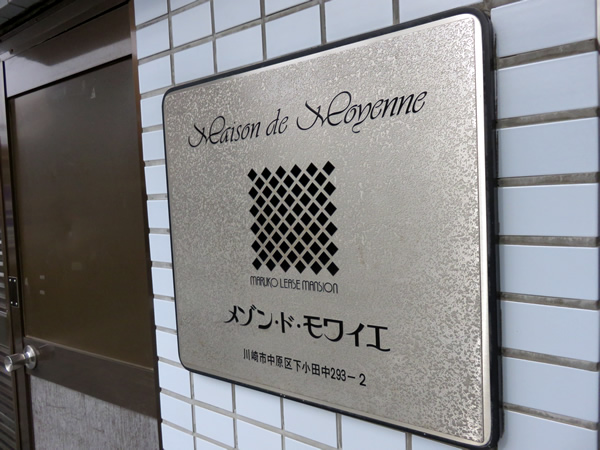 Maison de Moyenne
MARUKO LEASE MANSION
メゾン・ド・モワイエ
川崎市中原区下小田中293－2